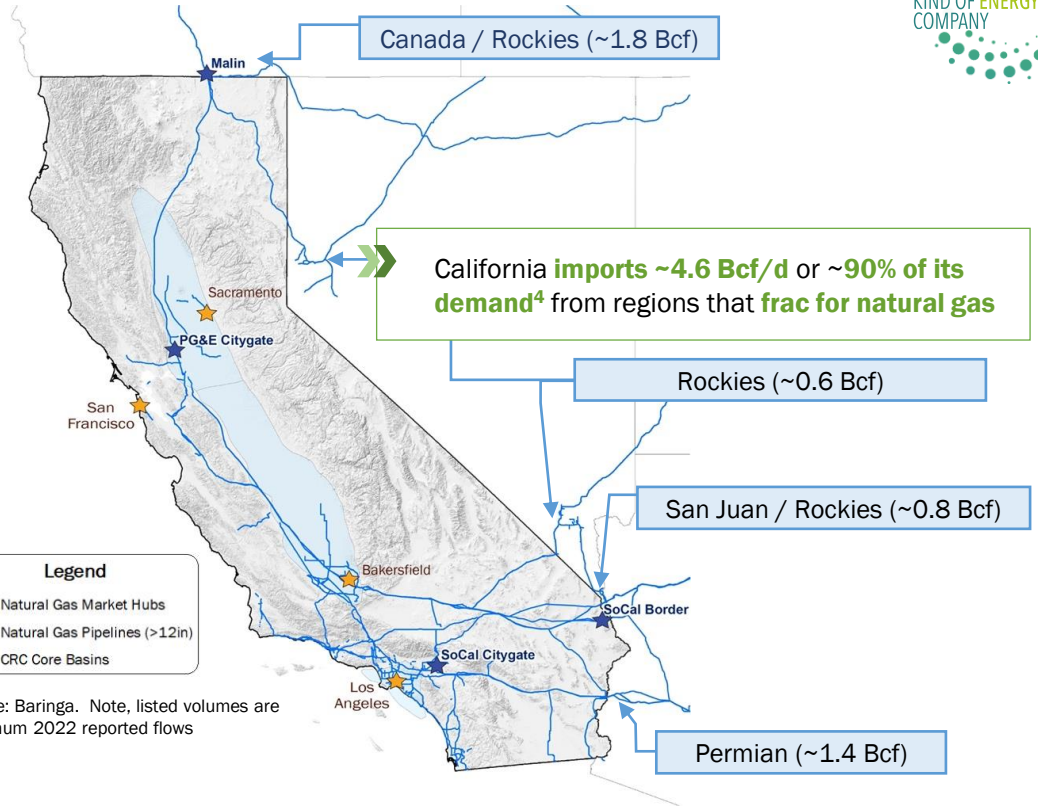 KIND OF ENERGY
COMPANY
Canada / Rockies (~1.8 Bcf)
Malin
California imports ~4.6 Bcf/d or ~90% of its
demand4 from regions that frac for natural gas
Sacramento
PG&E Citygate
Rockies (~0.6 Bcf)
San
Francisco
San Juan / Rockies (~0.8 Bcf)
Bakersfield
Legend
Natural Gas Market Hubs
Natural Gas Pipelines (>12in)
CRC Core Basins
SoCal Border
SoCal Citygate
Los
Angeles
Baringa. Note, listed volumes are
2022 reported flows
Permian (~1.4 Bcf)